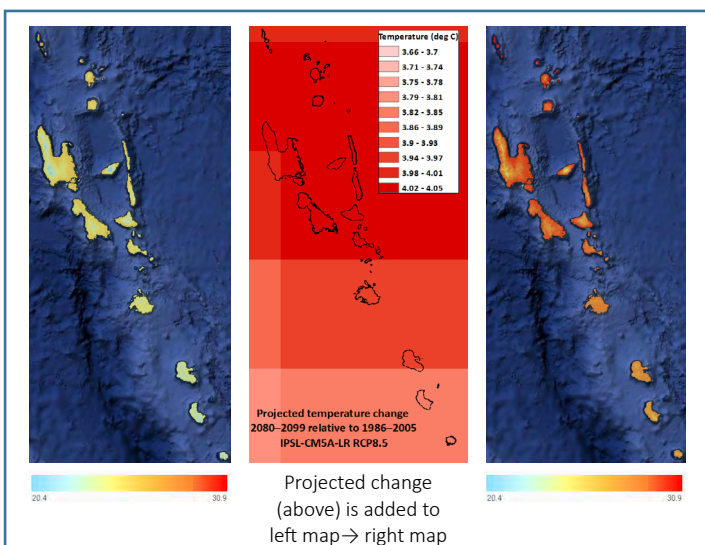 Temperature (deg C)
3.66 - 3.7
3.71 - 3.74
3.75 - 3.78
3.79 - 3.81
3.82 - 3.85
3.86 - 3.89
3.9 - 3.93
3.94 - 3.97
3.98 - 4.01
4.02 - 4.05
Projected temperature change
2080–2099 relative to 1986–2005
IPSL-CM5A-LR RCP8.5
20.4 30.9
Projected change
(above) is added to
left map→ right map
20.4 30.9